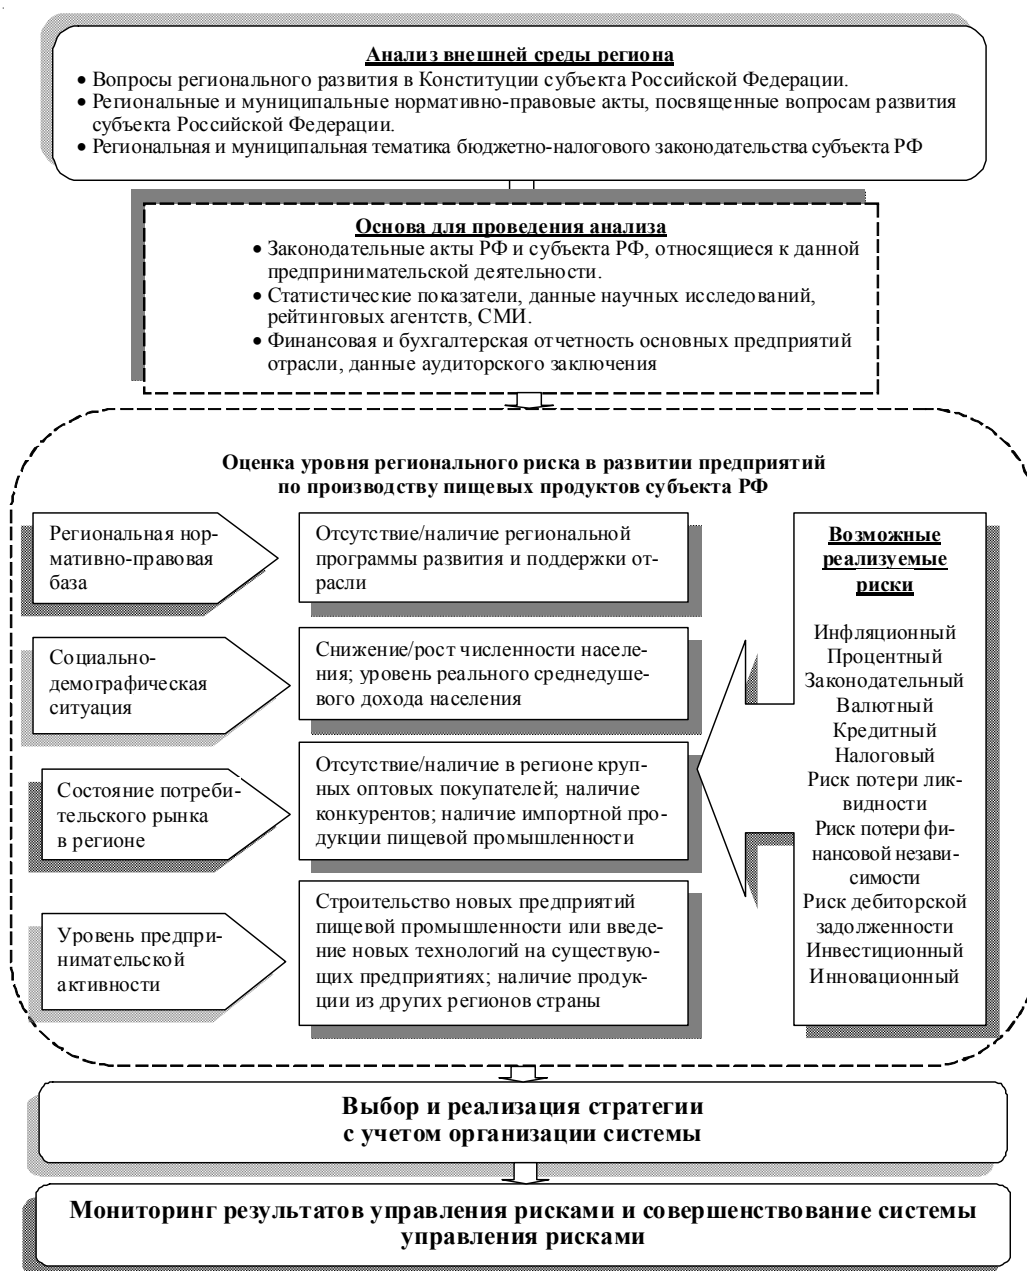 Анализ внешней среды региона
• Вопросы регионального развития в Конституции субъекта Российской Федерации.
• Региональные и муниципальные нормативно-правовые акты, посвященные вопросам развития
субъекта Российской Федерации.
• Региональная и муниципальная тематика бюджетно-налогового законодательства субъекта РФ
Основа для проведения анализа
• Законодательные акты РФ и субъекта РФ, относящиеся к данной
предпринимательской деятельности.
• Статистические показатели, данные научных исследований,
рейтинговых агентств, СМИ.
• Финансовая и бухгалтерская отчетность основных предприятий
отрасли, данные аудиторского заключения
Оценка уровня регионального риска в развитии предприятий
по производству пищевых продуктов субъекта РФ
Региональная нор-
мативно-правовая
база
Отсутствие/наличие региональной
программы развития и поддержки от-
расли
Социально-
демографическая
ситуация
Снижение/рост численности населе-
ния; уровень реального среднедуше-
вого дохода населения
Состояние потреби-
тельского рынка
в регионе
Отсутствие/наличие в регионе круп-
ных оптовых покупателей; наличие
конкурентов; наличие импортной про-
дукции пищевой промышленности
Уровень предпри-
нимательской
активности
Строительство новых предприятий
пищевой промышленности или введе-
ние новых технологий на существую-
щих предприятиях; наличие продук-
ции из других регионов страны
Возможные
реализуемые
риски
Инфляционный
Процентный
Законодательный
Валютный
Кредитный
Налоговый
Риск потери лик-
видности
Риск потери фи-
нансовой незави-
симости
Риск дебиторской
задолженности
Инвестиционный
Инновационный
Выбор и реализация стратегии
с учетом организации системы
Мониторинг результатов управления рисками и совершенствование системы
управления рисками